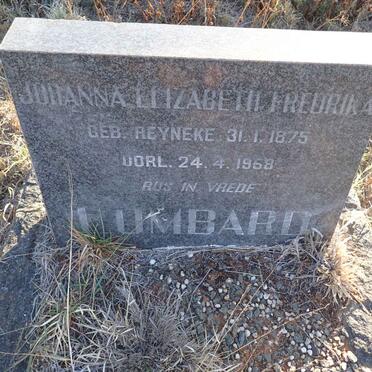 JOHANNA ELIZABETH FREDRIKA
GEB. REYNEKE 31. 1. 1875
OORL. 24. 4. 1968
RUS IN VREDE
LOMBARD